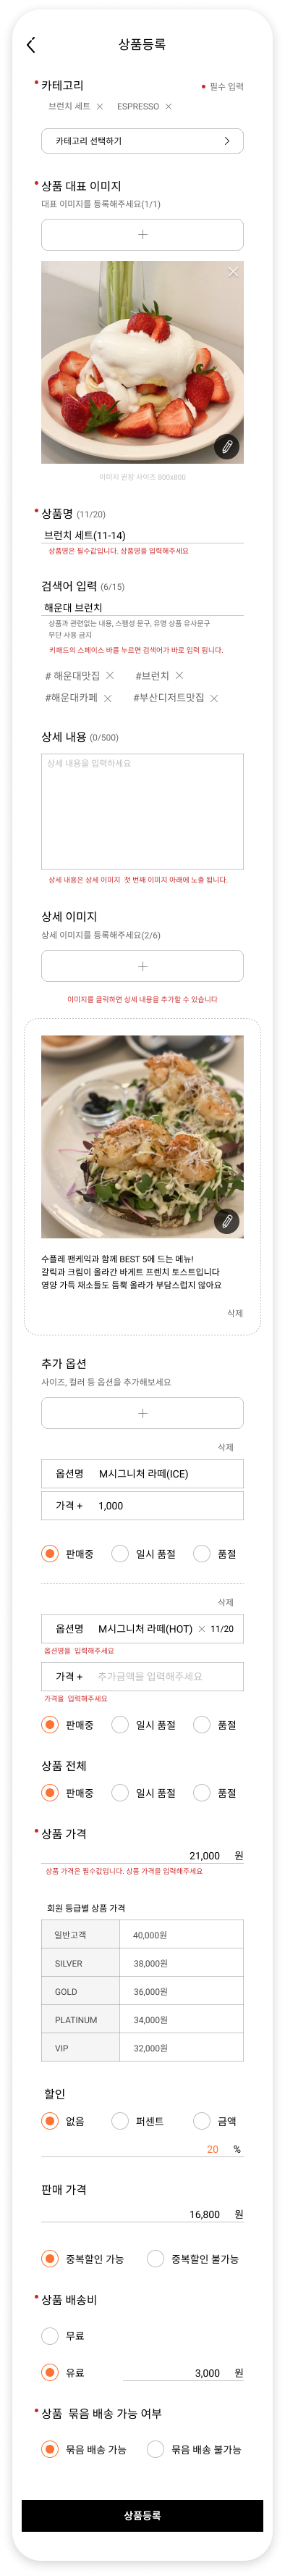 상품등록
카테고리
필수 입력
브런치 세트 × ESPRESSO ×
카테고리 선택하기
상품 대표 이미지
대표 이미지를 등록해주세요(1/1)
이미지 권장 사이즈 800x800
상품명 (11/20)
브런치 세트(11-14)
상품명은 필수값입니다. 상품명을 입력해주세요
검색어 입력 (6/15)
해운대 브런치
상품과 관련없는 내용, 스팸성 문구, 유명 상품 유사문구
무단 사용 금지
키패드의 스페이스 바를 누르면 검색어가 바로 입력 됩니다.
# 해운대맛집 × #브런치 ×
#해운대카페 × #부산디저트맛집 ×
상세 내용 (0/500)
상세 내용을 입력하세요
상세 내용은 상세 이미지 첫 번째 이미지 아래에 노출 됩니다.
상세 이미지
상세 이미지를 등록해주세요(2/6)
이미지를 클릭하면 상세 내용을 추가할 수 있습니다
수플레 팬케익과 함께 BEST 5에 드는 메뉴!
갈릭과 크림이 올라간 바게트 프렌치 토스트입니다
영양 가득 채소들도 듬뿍 올라가 부담스럽지 않아요
삭제
추가 옵션
사이즈, 컬러 등 옵션을 추가해보세요
삭제
옵션명 M시그니처 라떼(ICE)
가격 + 1,000
판매중 일시 품절 품절
삭제
옵션명 M시그니처 라떼(HOT) × 11/20
옵션명을 입력해주세요
가격 + 추가금액을 입력해주세요
가격을 입력해주세요
판매중 일시 품절 품절
상품 전체
판매중 일시 품절 품절
상품 가격
21,000 원
상품 가격은 필수값입니다. 상품 가격을 입력해주세요
회원 등급별 상품 가격
일반고객 40,000원
SILVER 38,000원
GOLD 36,000원
PLATINUM 34,000원
VIP 32,000원
할인
없음 퍼센트 금액
20 %
판매 가격
16,800 원
중복할인 가능 중복할인 불가능
상품 배송비
무료
유료 3,000 원
상품 묶음 배송 가능 여부
묶음 배송 가능 묶음 배송 불가능
상품등록